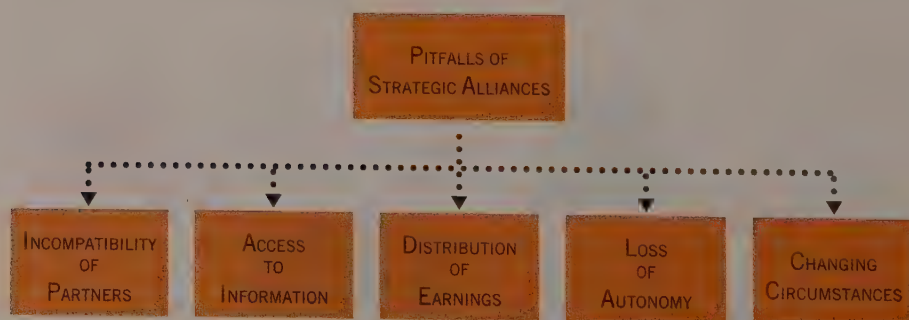 PITFALLS OF
STRATEGIC ALLIANCES
INCOMPATIBILITY
OF
PARTNERS
ACCESS
TO
INFORMATION
DISTRIBUTION
OF
EARNINGS
LOSS
OF
AUTONOMY
CHANGING
CIRCUMSTANCES